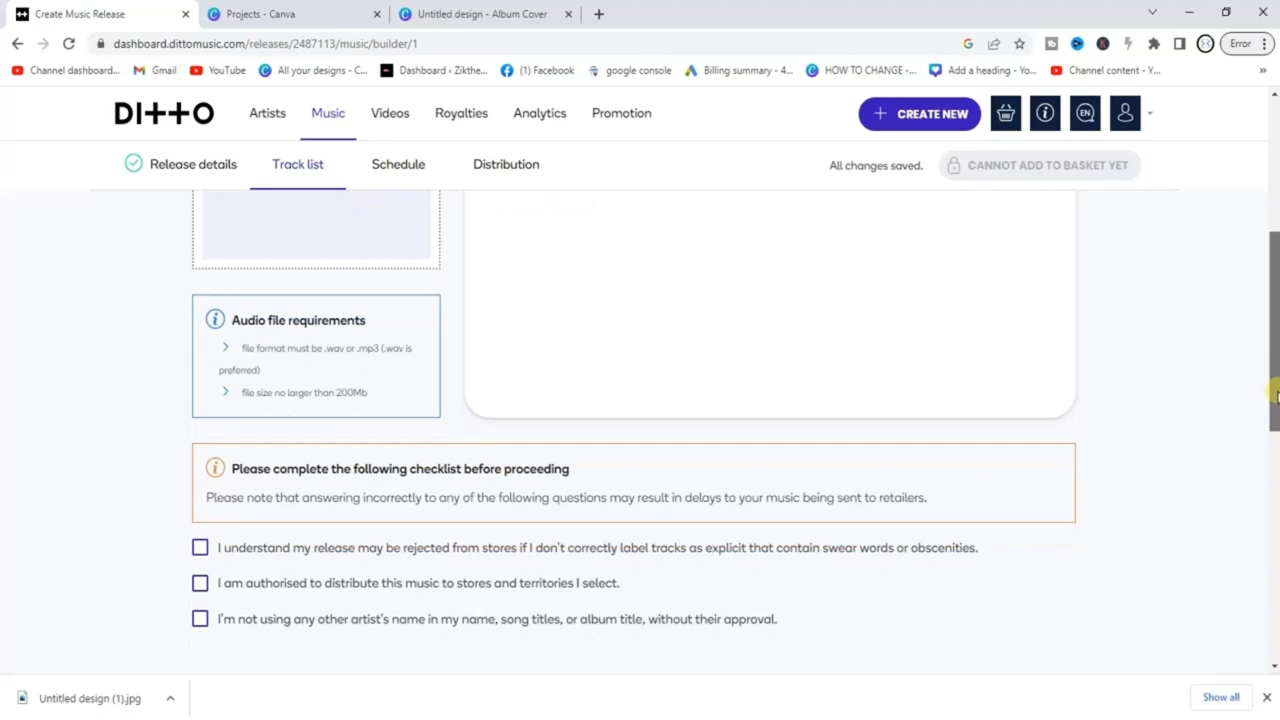 Create Music Release
Projects - Canva
Untitled design - Album Cover
dashboard.dittomusic.com/releases/2487113/music/builder/1
Error
Channel dashboard...
Gmail
YouTube
All your designs - C...
Dashboard ‹ Zikthe...
(1) Facebook
google console
Billing summary - 4...
HOW TO CHANGE -...
Add a heading - Yo...
Channel content - Y...
DITTO
Artists
Music
Videos
Royalties
Analytics
Promotion
+ CREATE NEW
EN
Release details
Track list
Schedule
Distribution
All changes saved.
CANNOT ADD TO BASKET YET
Audio file requirements
file format must be .wav or .mp3 (.wav is
preferred)
file size no larger than 200Mb
Please complete the following checklist before proceeding
Please note that answering incorrectly to any of the following questions may result in delays to your music being sent to retailers.
I understand my release may be rejected from stores if I don't correctly label tracks as explicit that contain swear words or obscenities.
I am authorised to distribute this music to stores and territories I select.
I'm not using any other artist's name in my name, song titles, or album title, without their approval.
Untitled design (1).jpg
Show all